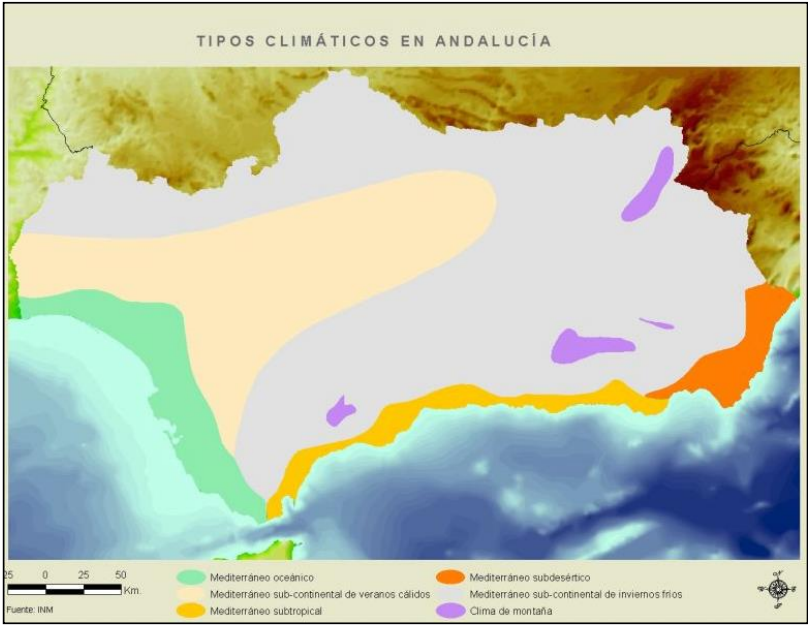 TIPOS CLIMÁTICOS EN ANDALUCÍA
25 0 25 50
Km.
Fuente: INM
Mediterráneo oceánico
Mediterráneo sub-continental de veranos cálidos
Mediterráneo subtropical
Mediterráneo subdesértico
Mediterráneo sub-continental de inviernos fríos
Clima de montaña